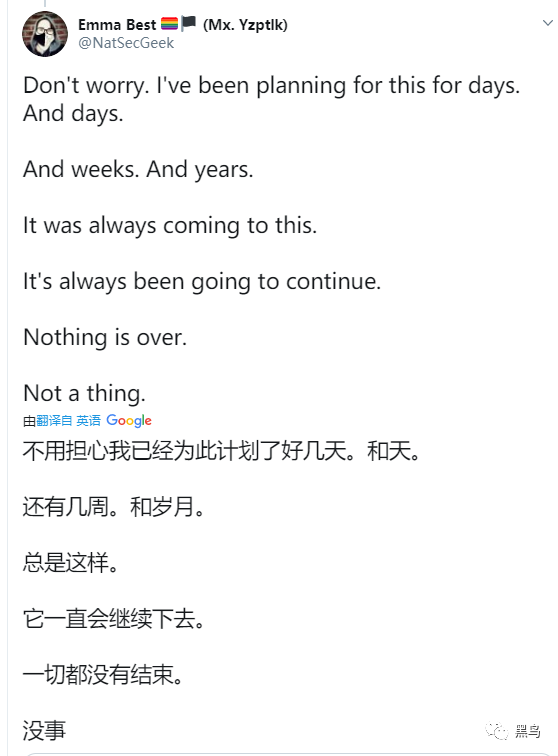 Emma Best 🏳️‍🌈🏴 (Mx. Yzptlk)
@NatSecGeek
Don't worry. I've been planning for this for days.
And days.
And weeks. And years.
It was always coming to this.
It's always been going to continue.
Nothing is over.
Not a thing.
由翻译自 英语 Google
不用担心我已经为此计划了好几天。和天。
还有几周。和岁月。
总是这样。
它一直会继续下去。
一切都没有结束。
没事
黑鸟